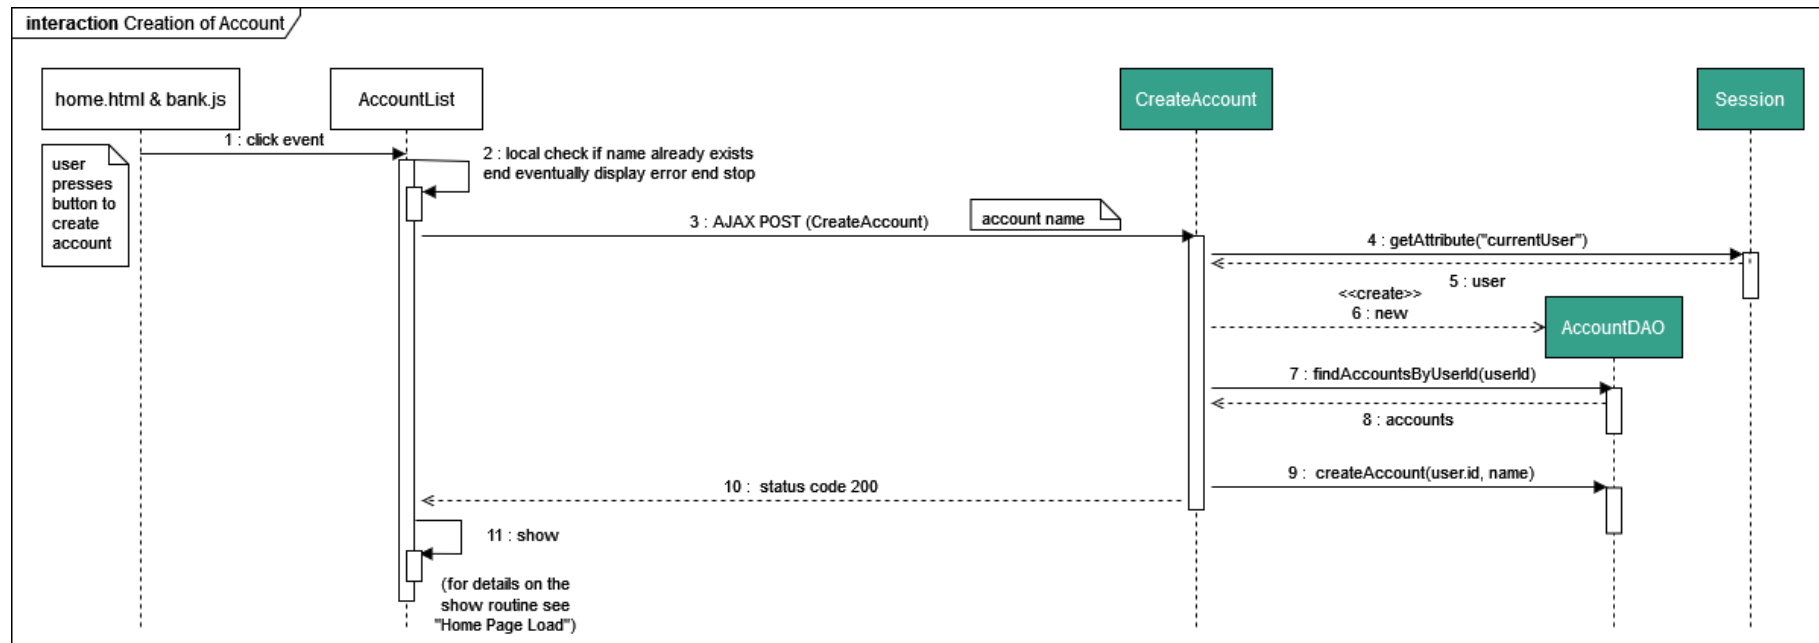 interaction Creation of Account
home.html & bank.js
AccountList
CreateAccount
Session
1 : click event
user
presses
button to
create
account
2 : local check if name already exists
end eventually display error end stop
3 : AJAX POST (CreateAccount)
account name
4 : getAttribute("currentUser")
5 : user
<<create>>
6 : new
AccountDAO
7 : findAccountsByUserId(userId)
8 : accounts
9 : createAccount(user.id, name)
10 : status code 200
11 : show
(for details on the
show routine see
"Home Page Load")